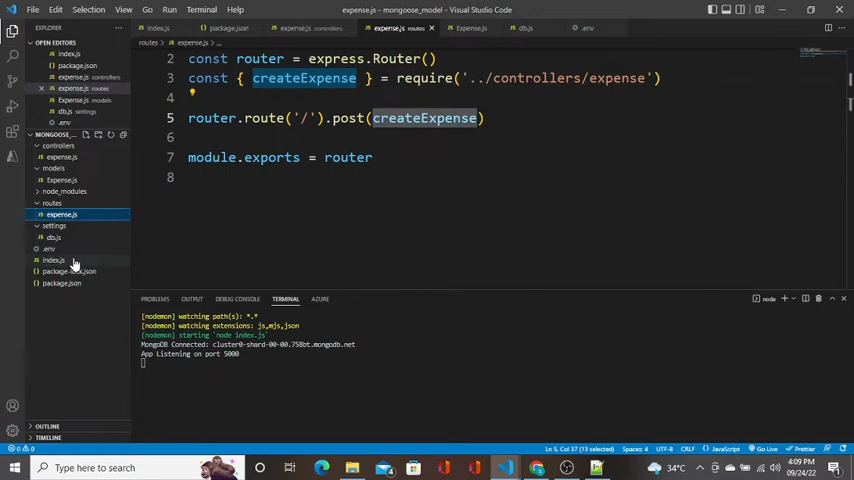 File Edit Selection View Go Run Terminal Help
expense.js - mongoose_model - Visual Studio Code
EXPLORER
index.js
package.json
expense.js controllers
expense.js routes
Expense.js models
db.js settings
.env
OPEN EDITORS
index.js
package.json
expense.js controllers
expense.js routes
Expense.js models
db.js settings
.env
MONGOOSE_...
controllers
expense.js
models
Expense.js
node_modules
routes
expense.js
settings
db.js
.env
index.js
package-lock.json
package.json
OUTLINE
TIMELINE
routes > expense.js > ...
2 const router = express.Router()
3 const { createExpense } = require('../controllers/expense')
4
5 router.route('/').post(createExpense)
6
7 module.exports = router
8
PROBLEMS OUTPUT DEBUG CONSOLE TERMINAL AZURE
node
[nodemon] watching path(s): *.*
[nodemon] watching extensions: js,mjs,json
[nodemon] starting `node index.js`
MongoDB Connected: cluster0-shard-00-00.758bt.mongodb.net
App Listening on port 5000
0 0
Ln 5, Col 37 (13 selected) Spaces: 4 UTF-8 CRLF JavaScript Go Live Prettier
Type here to search
34°C
4:09 PM
09/24/22